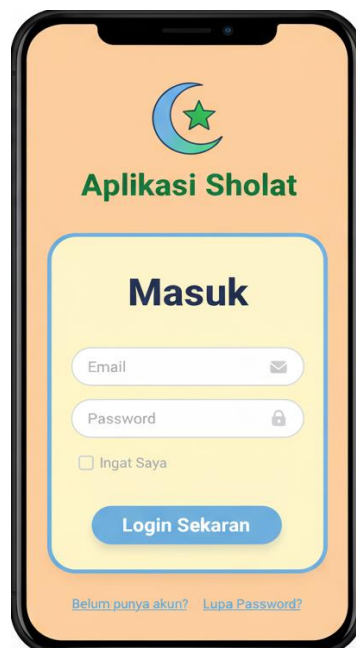 Aplikasi Sholat
Masuk
Email
Password
Ingat Saya
Login Sekaran
Belum punya akun? Lupa Password?